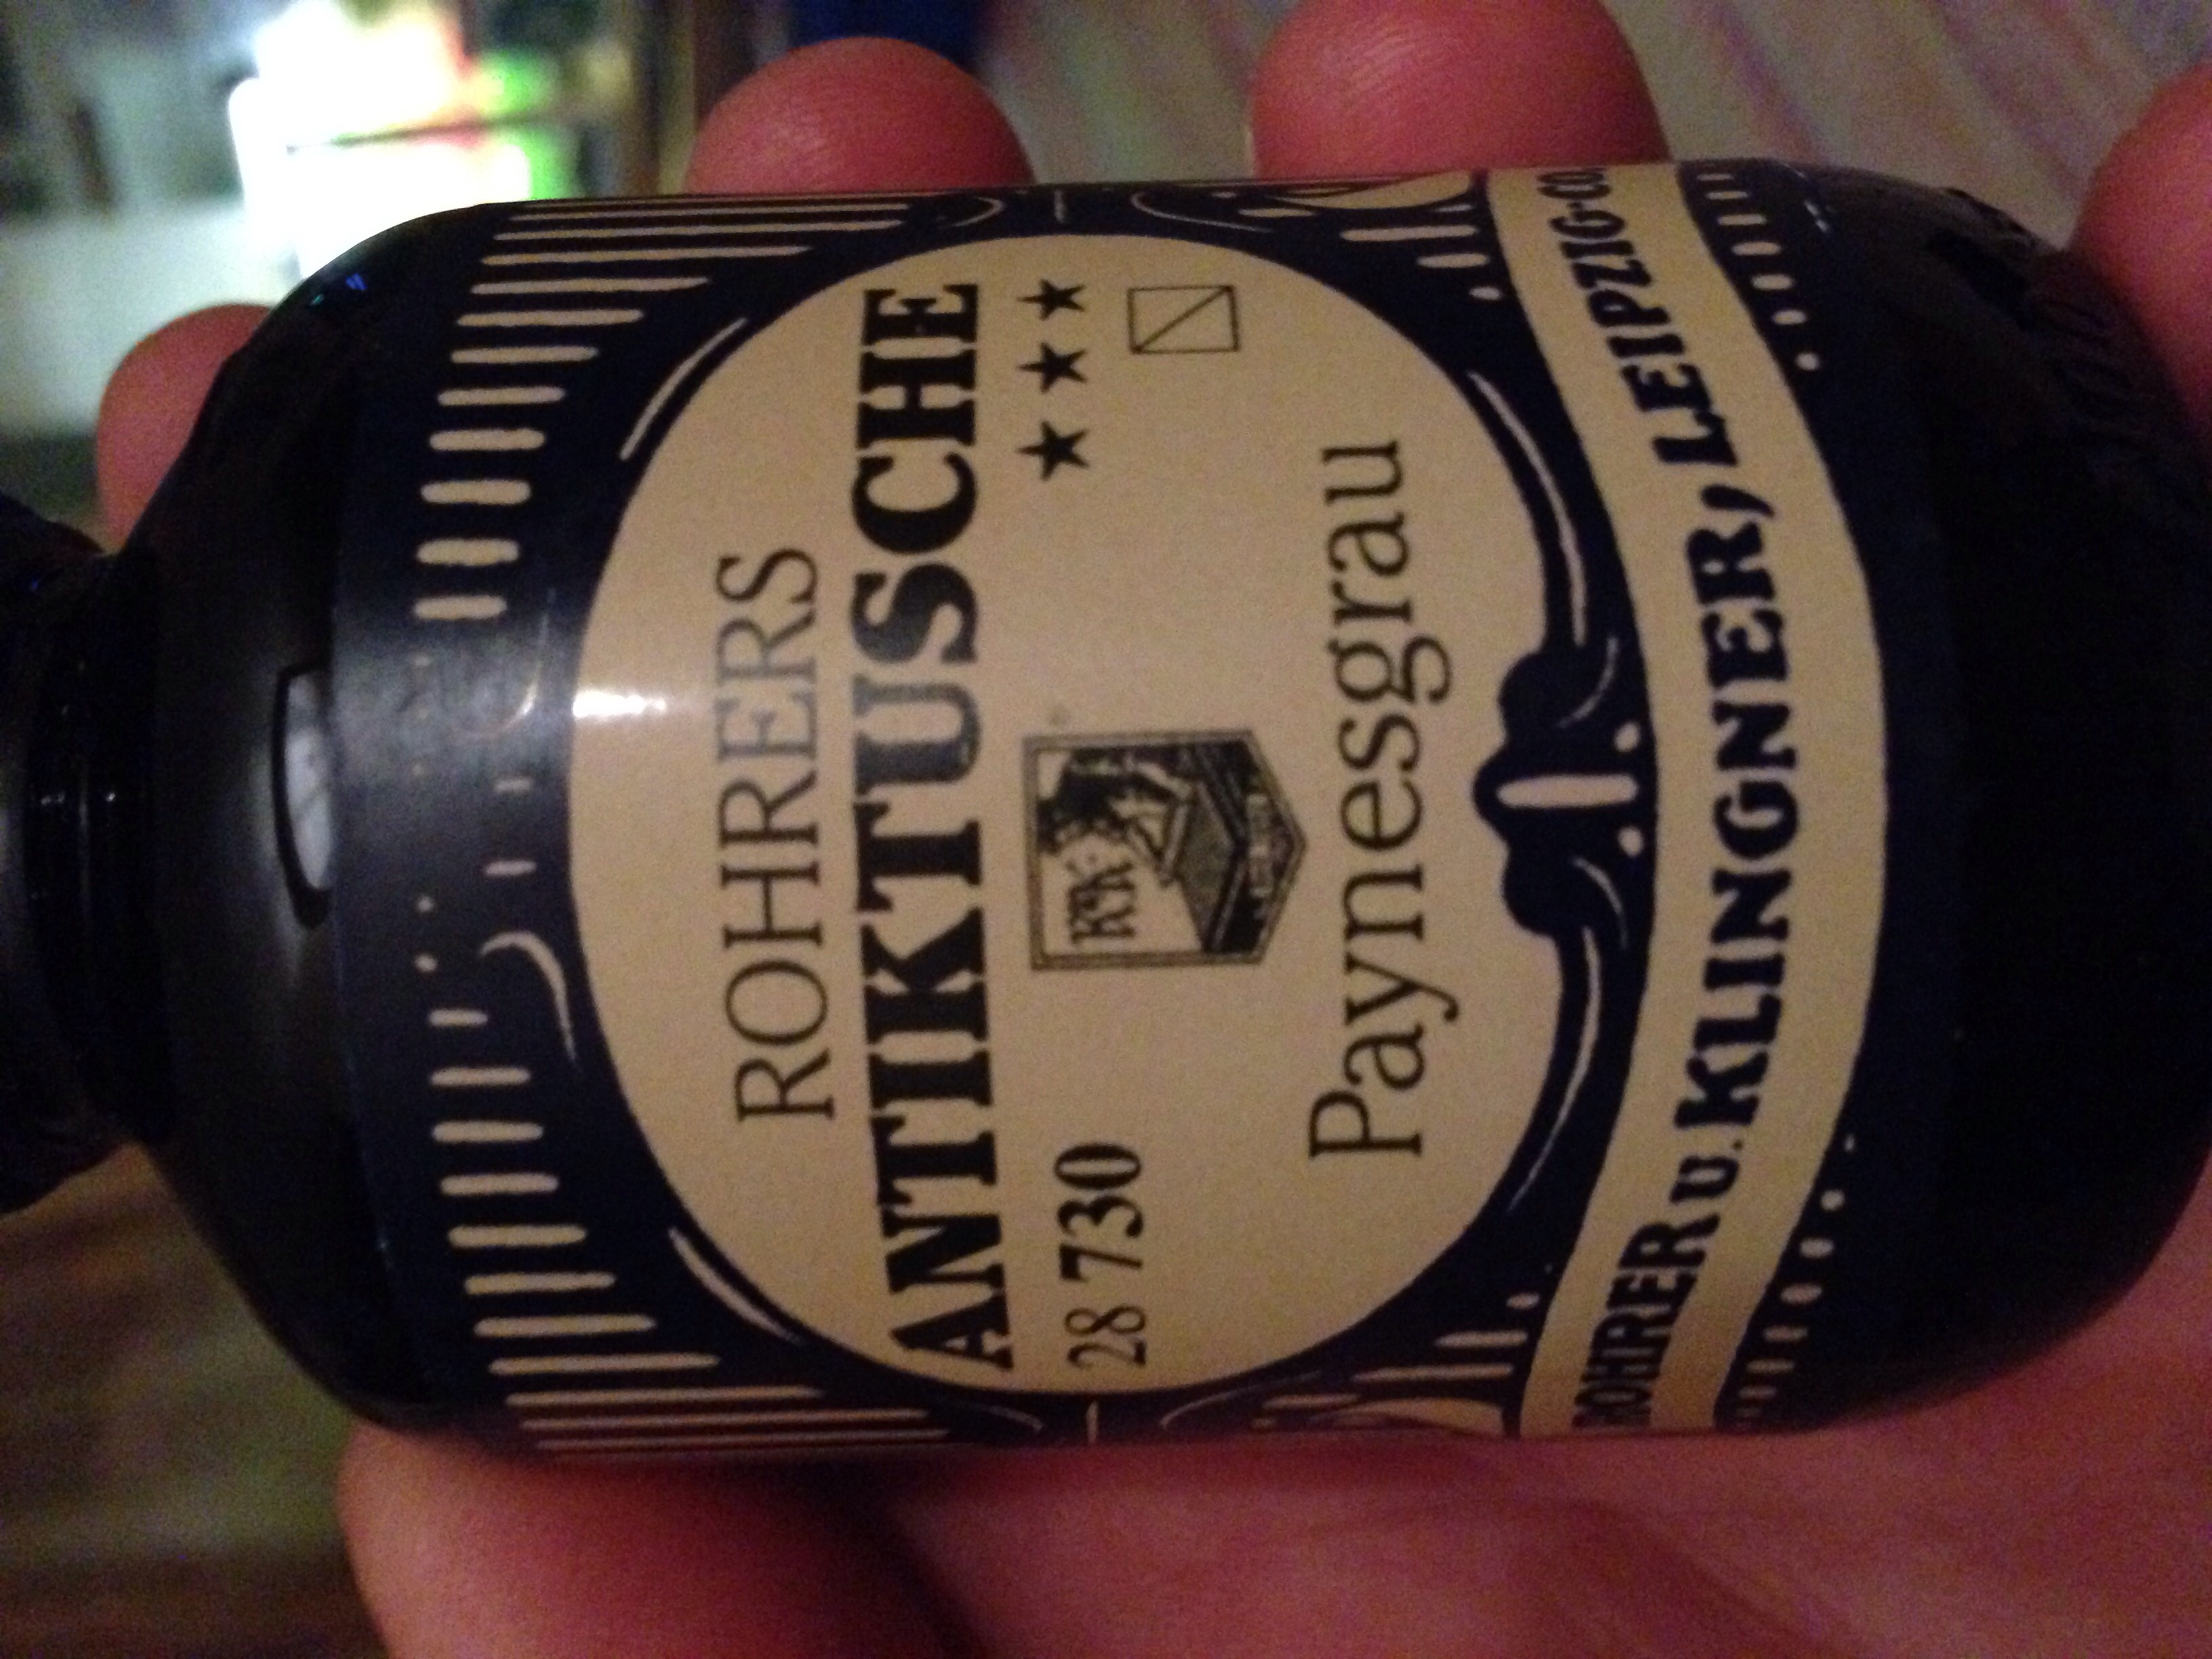 ROHRERS
ANTIKTUSCHE
28 730 ★★★
R&K
Paynesgrau
ROHRER u. KLINGNER, LEIPZIG-CO.